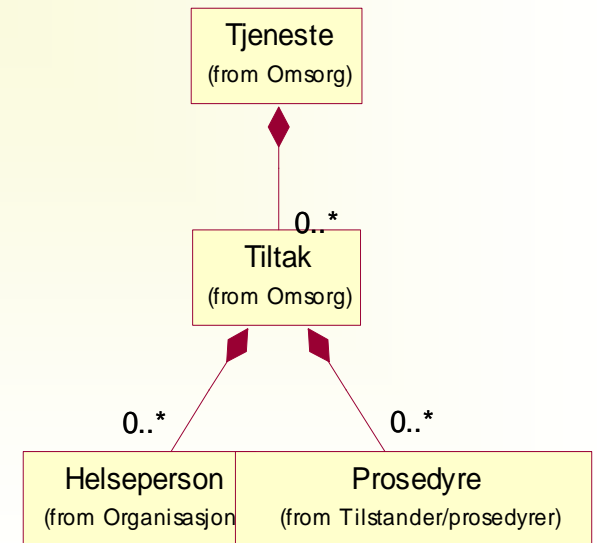 Tjeneste
(from Omsorg)
0..*
Tiltak
(from Omsorg)
0..*
0..*
Helseperson
(from Organisasjon
Prosedyre
(from Tilstander/prosedyrer)